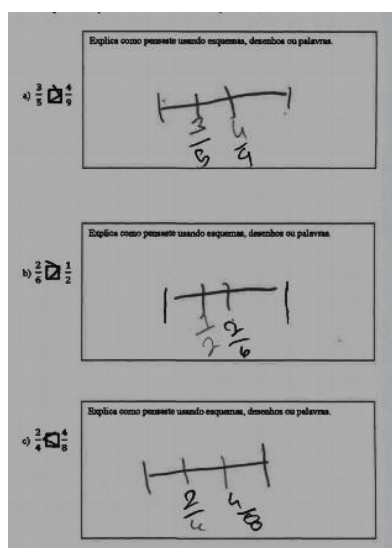 Explica como pensaste usando esquemas, desenhos ou palavras.
a) 3/5 > 4/9
3/5 4/9
Explica como pensaste usando esquemas, desenhos ou palavras.
b) 2/6 > 1/2
1/2 2/6
Explica como pensaste usando esquemas, desenhos ou palavras.
c) 2/4 < 4/8
2/4 4/8